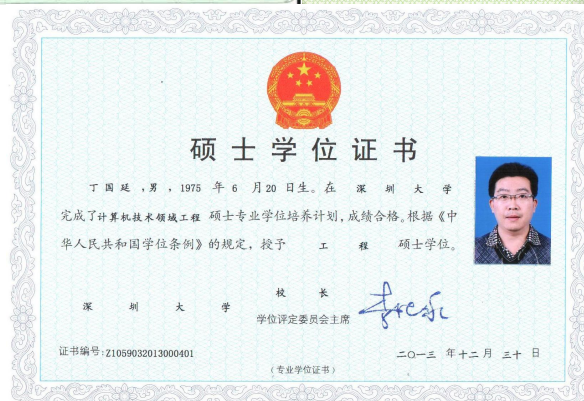 硕士学位证书
丁国延 ,男 , 1975 年 6 月 20 日生。在 深 圳 大 学
完成了计算机技术领域工程 硕士专业学位培养计划,成绩合格。根据《中
华人民共和国学位条例》的规定, 授予 工 程 硕士学位。
深 圳 大 学
校 长
学位评定委员会主席
证书编号:Z1059032013000401
二○一三 年十二月 三十 日
(专业学位证书)